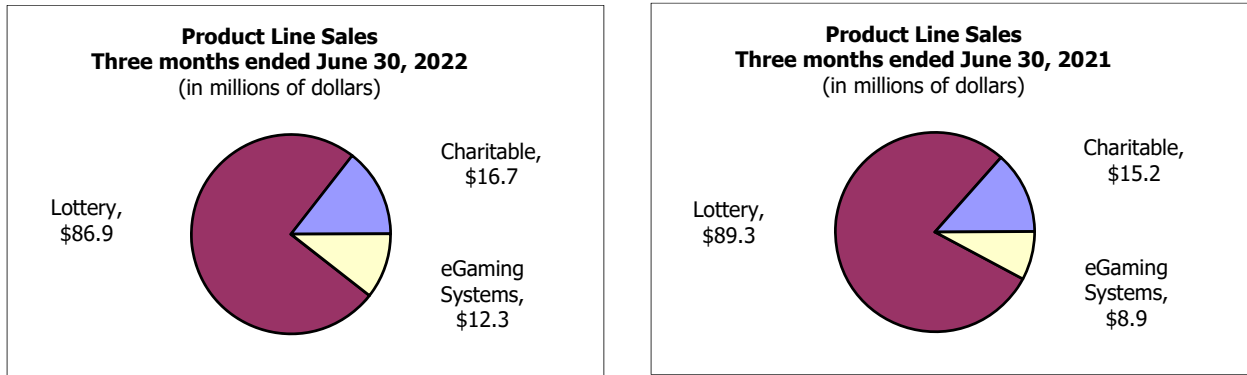 Product Line Sales
Three months ended June 30, 2022
(in millions of dollars)
Charitable,
$16.7
Lottery,
$86.9
eGaming
Systems,
$12.3
Product Line Sales
Three months ended June 30, 2021
(in millions of dollars)
Charitable,
$15.2
Lottery,
$89.3
eGaming
Systems,
$8.9